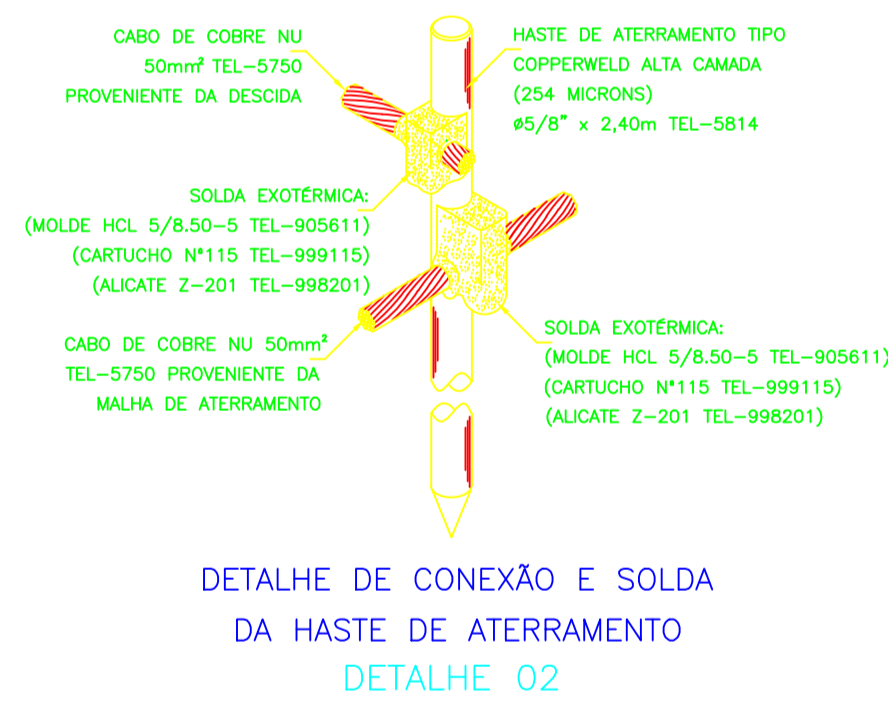 CABO DE COBRE NU
50mm² TEL-5750
PROVENIENTE DA DESCIDA
HASTE DE ATERRAMENTO TIPO
COPPERWELD ALTA CAMADA
(254 MICRONS)
ø5/8" x 2,40m TEL-5814
SOLDA EXOTÉRMICA:
(MOLDE HCL 5/8.50-5 TEL-905611)
(CARTUCHO N°115 TEL-999115)
(ALICATE Z-201 TEL-998201)
CABO DE COBRE NU 50mm²
TEL-5750 PROVENIENTE DA
MALHA DE ATERRAMENTO
SOLDA EXOTÉRMICA:
(MOLDE HCL 5/8.50-5 TEL-905611)
(CARTUCHO N°115 TEL-999115)
(ALICATE Z-201 TEL-998201)
DETALHE DE CONEXÃO E SOLDA
DA HASTE DE ATERRAMENTO
DETALHE 02